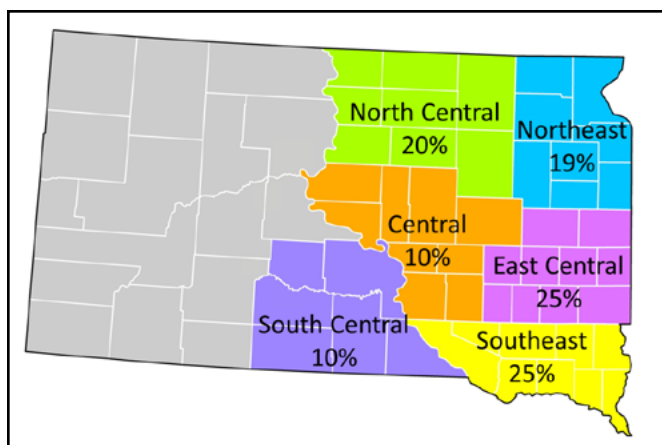 North Central
20%
Northeast
19%
Central
10%
East Central
25%
South Central
10%
Southeast
25%